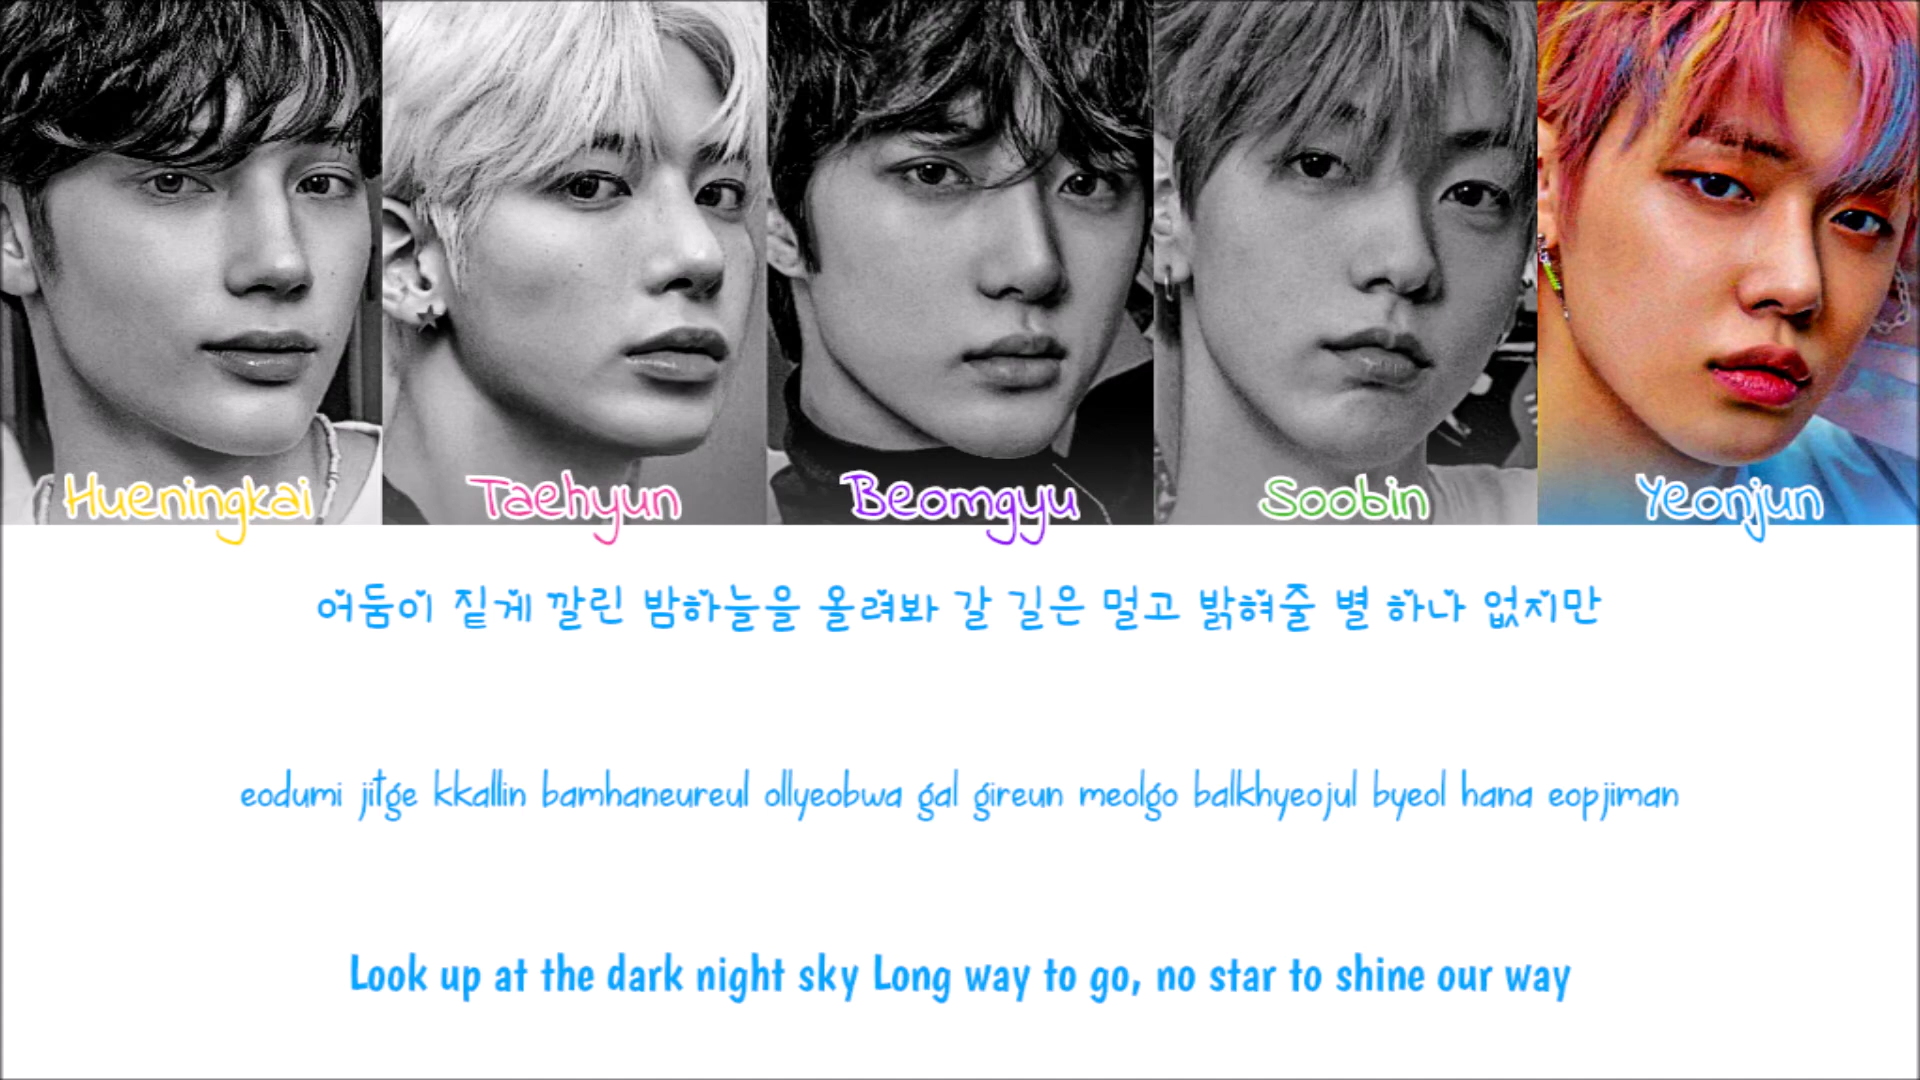 Hueningkai Taehyun Beomgyu Soobin Yeonjun
어둠이 짙게 깔린 밤하늘을 올려봐 갈 길은 멀고 밝혀줄 별 하나 없지만
eodumi jitge kkallin bamhaneureul ollyeobwa gal gireun meolgo balkhyeojul byeol hana eopjiman
Look up at the dark night sky Long way to go, no star to shine our way